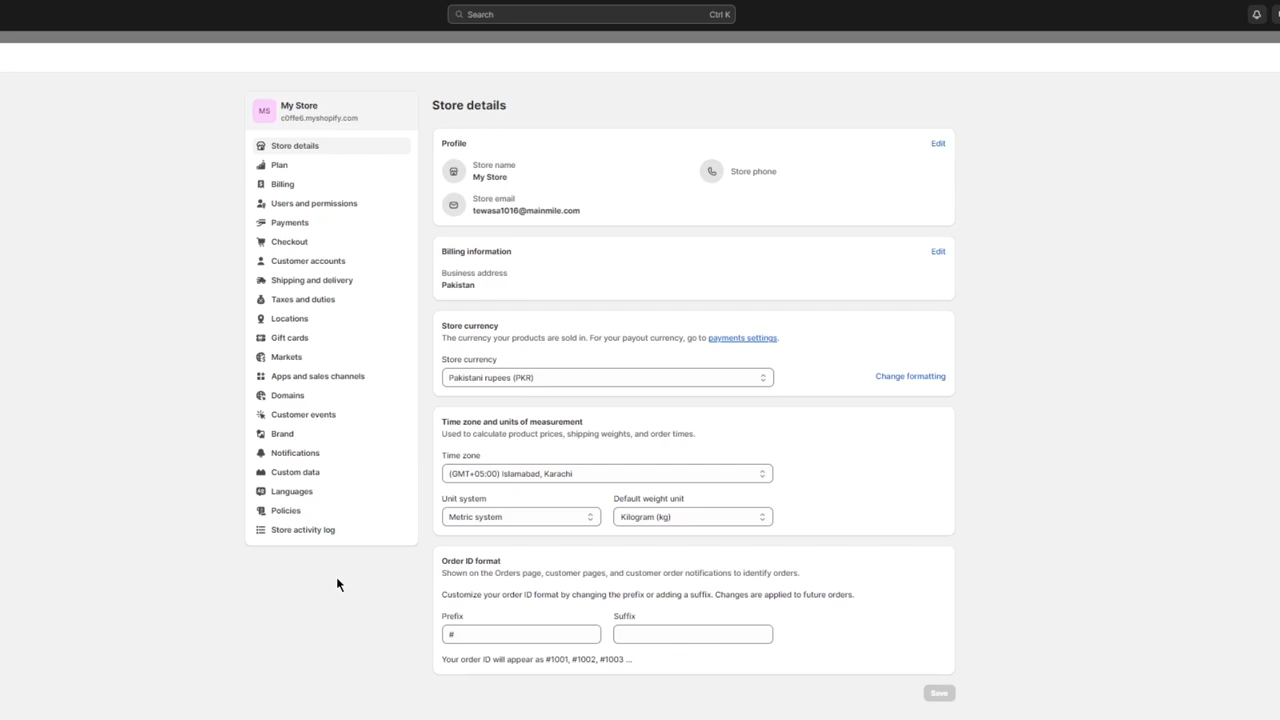 Search Ctrl K
MS My Store
c0ffe6.myshopify.com
Store details
Plan
Billing
Users and permissions
Payments
Checkout
Customer accounts
Shipping and delivery
Taxes and duties
Locations
Gift cards
Markets
Apps and sales channels
Domains
Customer events
Brand
Notifications
Custom data
Languages
Policies
Store activity log
Store details
Profile Edit
Store name
My Store
Store phone
Store email
tewasa1016@mainmile.com
Billing information Edit
Business address
Pakistan
Store currency
The currency your products are sold in. For your payout currency, go to payments settings.
Store currency
Pakistani rupees (PKR) Change formatting
Time zone and units of measurement
Used to calculate product prices, shipping weights, and order times.
Time zone
(GMT+05:00) Islamabad, Karachi
Unit system Default weight unit
Metric system Kilogram (kg)
Order ID format
Shown on the Orders page, customer pages, and customer order notifications to identify orders.
Customize your order ID format by changing the prefix or adding a suffix. Changes are applied to future orders.
Prefix Suffix
#
Your order ID will appear as #1001, #1002, #1003 ...
Save